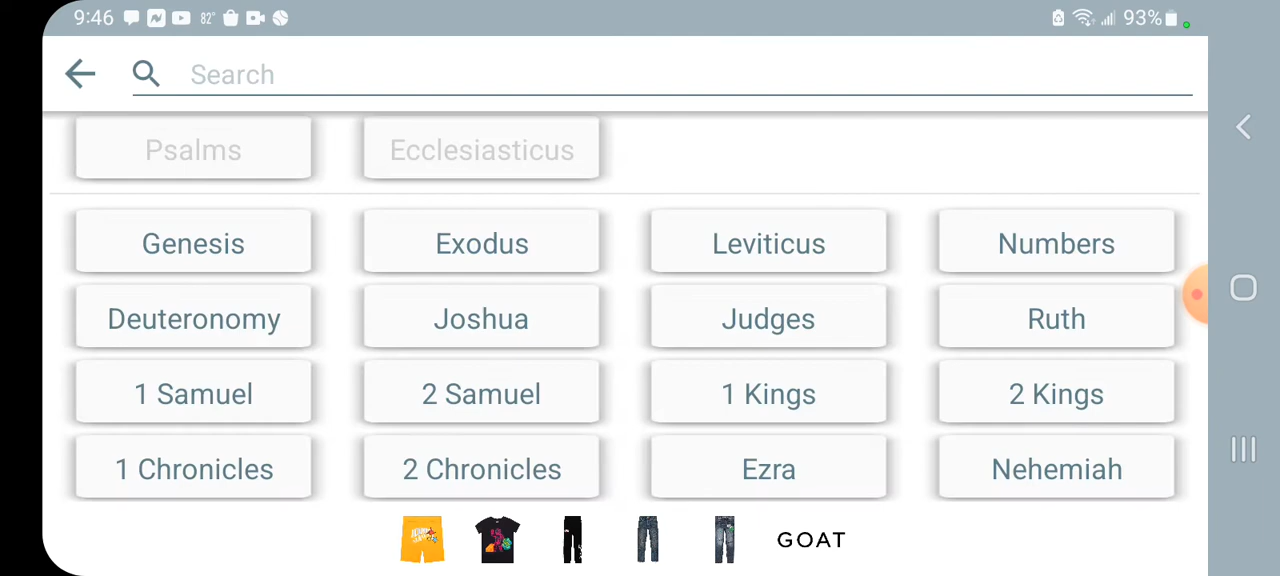 9:46 82° 93%
Search
Psalms Ecclesiasticus
Genesis Exodus Leviticus Numbers
Deuteronomy Joshua Judges Ruth
1 Samuel 2 Samuel 1 Kings 2 Kings
1 Chronicles 2 Chronicles Ezra Nehemiah
GOAT